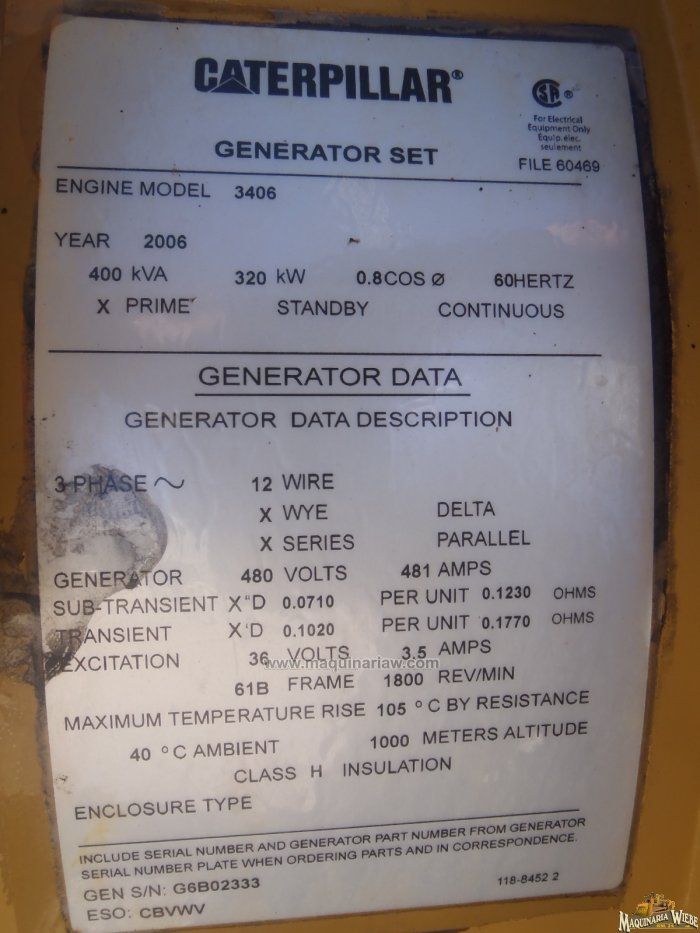 CATERPILLAR®
SA ®
For Electrical
Equipment Only
Equip.élec.
seulement
GENERATOR SET
FILE 60469
ENGINE MODEL 3406
YEAR 2006
400 kVA 320 kW 0.8COS Ø 60HERTZ
X PRIME STANDBY CONTINUOUS
GENERATOR DATA
GENERATOR DATA DESCRIPTION
3 PHASE ~ 12 WIRE
X WYE DELTA
X SERIES PARALLEL
GENERATOR 480 VOLTS 481 AMPS
SUB-TRANSIENT X"D 0.0710 PER UNIT 0.1230 OHMS
TRANSIENT X'D 0.1020 PER UNIT 0.1770 OHMS
EXCITATION 36 VOLTS 3.5 AMPS
www.maquinariaw.com
61B FRAME 1800 REV/MIN
MAXIMUM TEMPERATURE RISE 105 °C BY RESISTANCE
40 °C AMBIENT 1000 METERS ALTITUDE
CLASS H INSULATION
ENCLOSURE TYPE
INCLUDE SERIAL NUMBER AND GENERATOR PART NUMBER FROM GENERATOR
SERIAL NUMBER PLATE WHEN ORDERING PARTS AND IN CORRESPONDENCE.
GEN S/N: G6B02333 118-8452 2
ESO: CBVWV
MAQUINARIA WIEBE